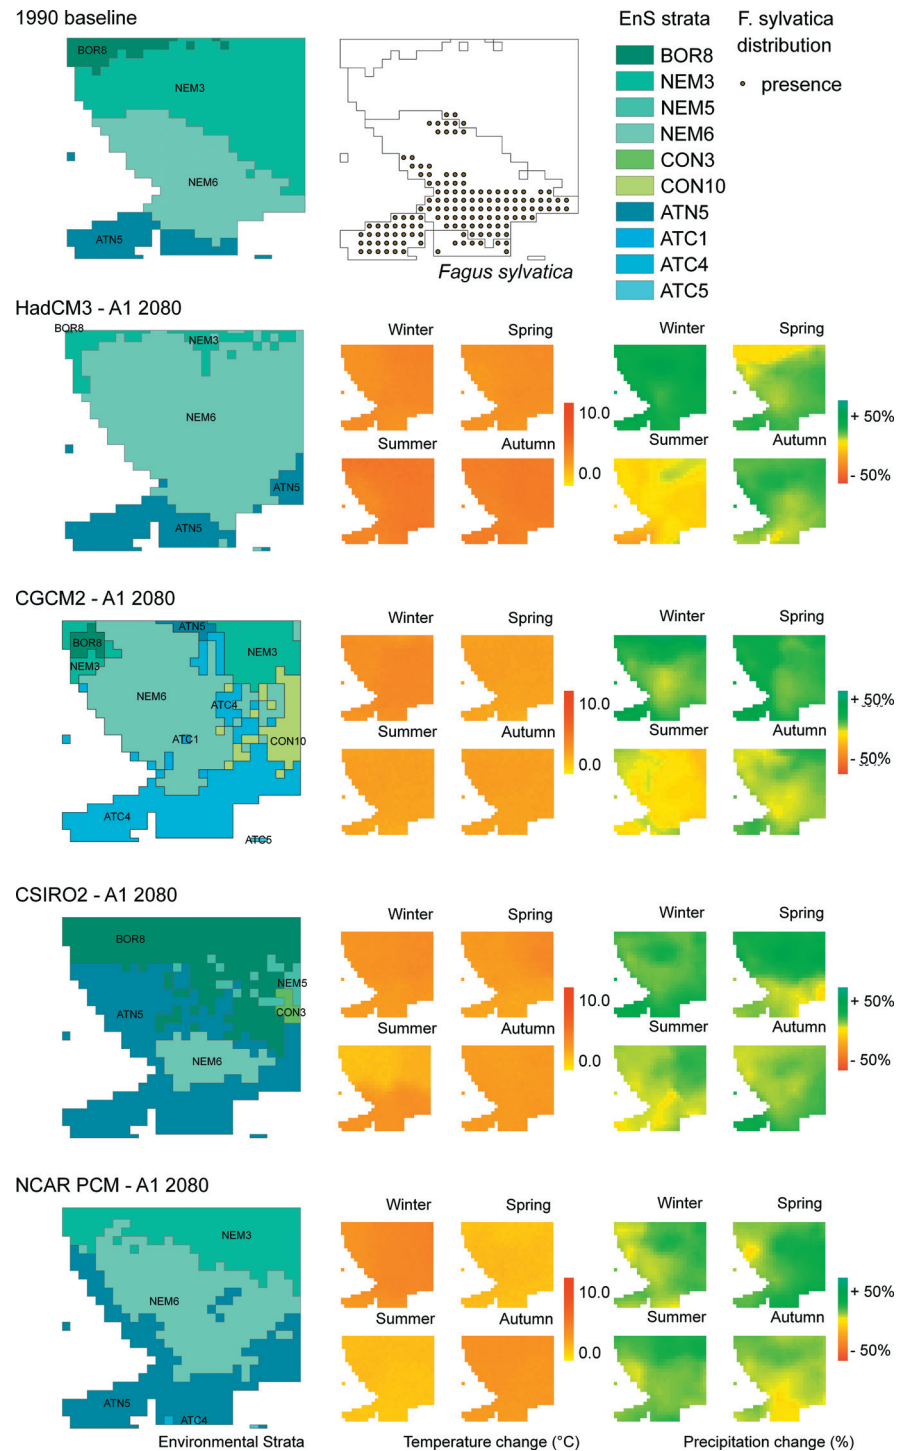 1990 baseline
EnS strata
F. sylvatica
distribution
presence
BOR8
NEM3
NEM5
NEM6
CON3
CON10
ATN5
ATC1
ATC4
ATC5
BOR8
NEM3
NEM6
ATN5
Fagus sylvatica
HadCM3 - A1 2080
BOR8
NEM3
NEM6
ATN5
ATN5
Winter
Spring
Summer
Autumn
10.0
0.0
Winter
Spring
Summer
Autumn
+ 50%
- 50%
CGCM2 - A1 2080
ATN5
BOR8
NEM3
NEM3
NEM6
ATC4
ATC1
CON10
ATC4
ATC5
Winter
Spring
Summer
Autumn
10.0
0.0
Winter
Spring
Summer
Autumn
+ 50%
- 50%
CSIRO2 - A1 2080
BOR8
NEM5
CON3
ATN5
NEM6
Winter
Spring
Summer
Autumn
10.0
0.0
Winter
Spring
Summer
Autumn
+ 50%
- 50%
NCAR PCM - A1 2080
NEM3
NEM6
ATN5
ATC4
Winter
Spring
Summer
Autumn
10.0
0.0
Winter
Spring
Summer
Autumn
+ 50%
- 50%
Environmental Strata
Temperature change (°C)
Precipitation change (%)